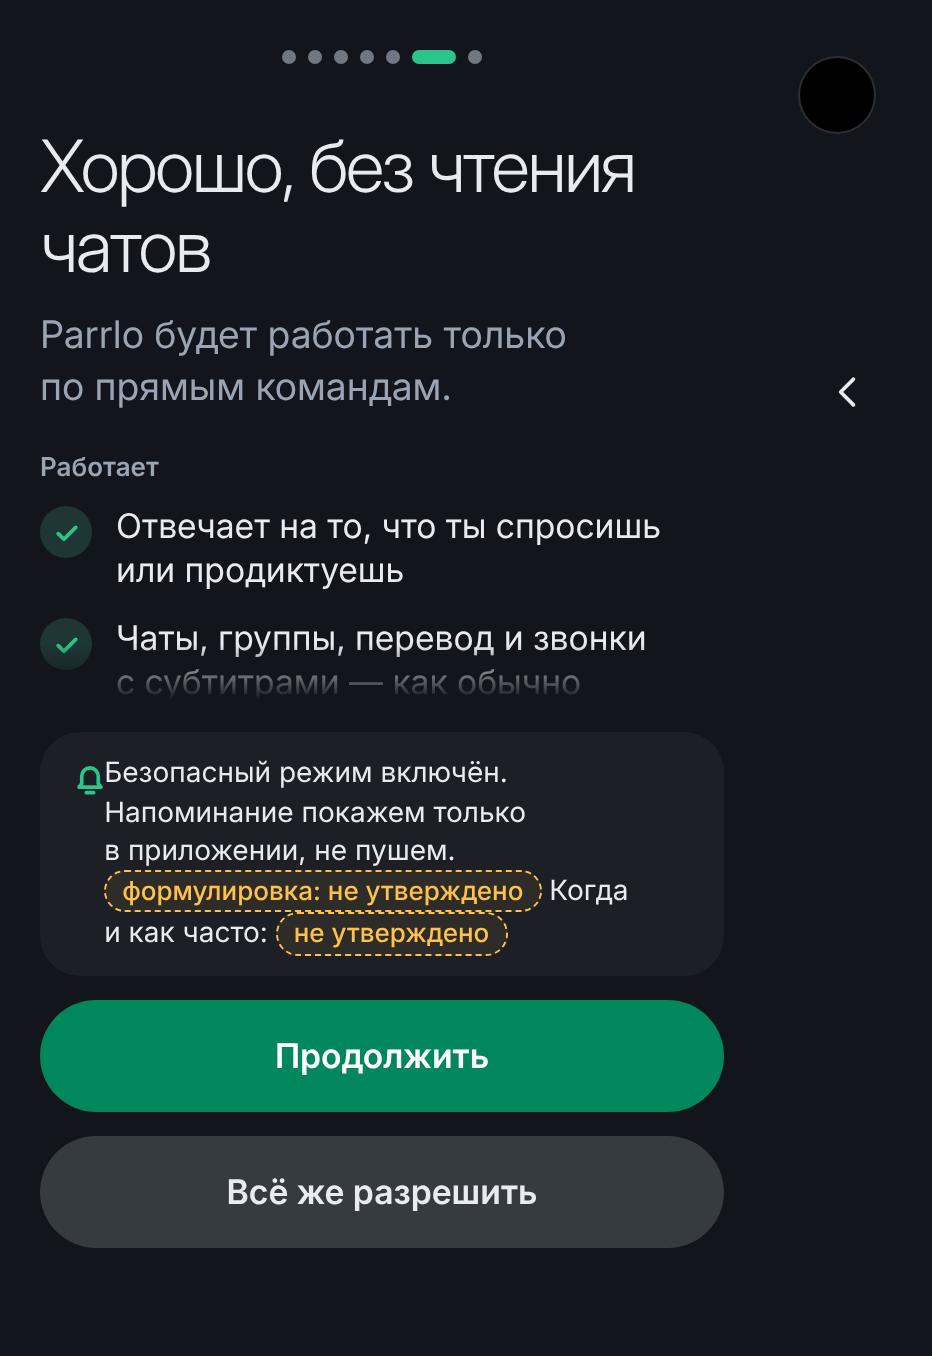 Хорошо, без чтения
чатов
Parrlo будет работать только
по прямым командам.
Работает
Отвечает на то, что ты спросишь
или продиктуешь
Чаты, группы, перевод и звонки
с субтитрами — как обычно
Безопасный режим включён.
Напоминание покажем только
в приложении, не пушем.
формулировка: не утверждено Когда
и как часто: не утверждено
Продолжить
Всё же разрешить